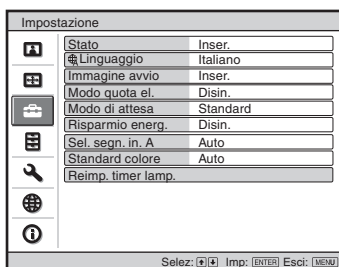 Impostazione
Stato Inser.
Linguaggio Italiano
Immagine avvio Inser.
Modo quota el. Disin.
Modo di attesa Standard
Risparmio energ. Disin.
Sel. segn. in. A Auto
Standard colore Auto
Reimp. timer lamp.
Selez: Imp: ENTER Esci: MENU